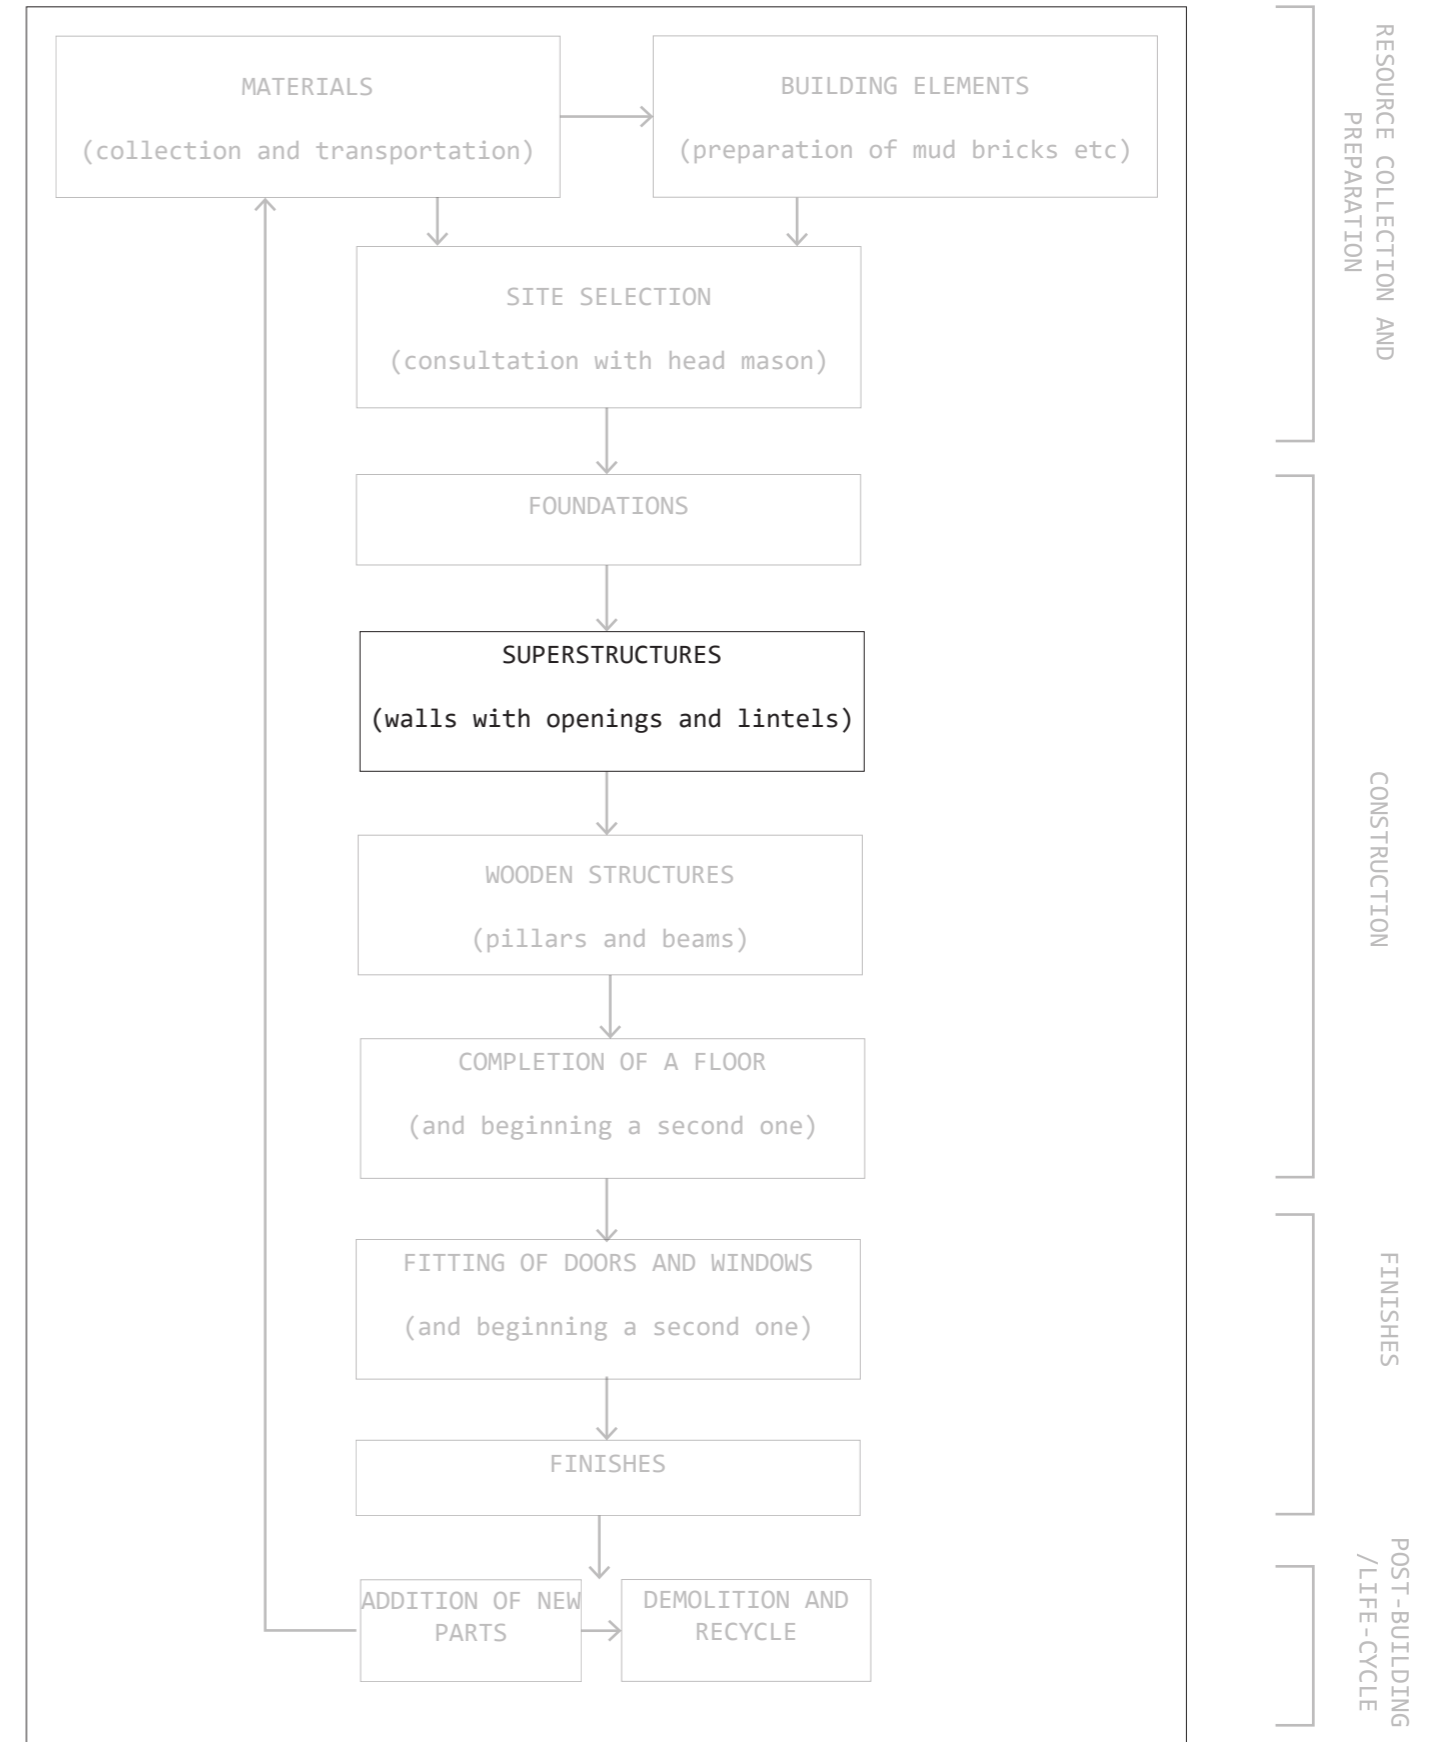 MATERIALS
(collection and transportation)
BUILDING ELEMENTS
(preparation of mud bricks etc)
SITE SELECTION
(consultation with head mason)
FOUNDATIONS
SUPERSTRUCTURES
(walls with openings and lintels)
WOODEN STRUCTURES
(pillars and beams)
COMPLETION OF A FLOOR
(and beginning a second one)
FITTING OF DOORS AND WINDOWS
(and beginning a second one)
FINISHES
ADDITION OF NEW
PARTS
DEMOLITION AND
RECYCLE
RESOURCE COLLECTION AND
PREPARATION
CONSTRUCTION
FINISHES
POST-BUILDING
/LIFE-CYCLE